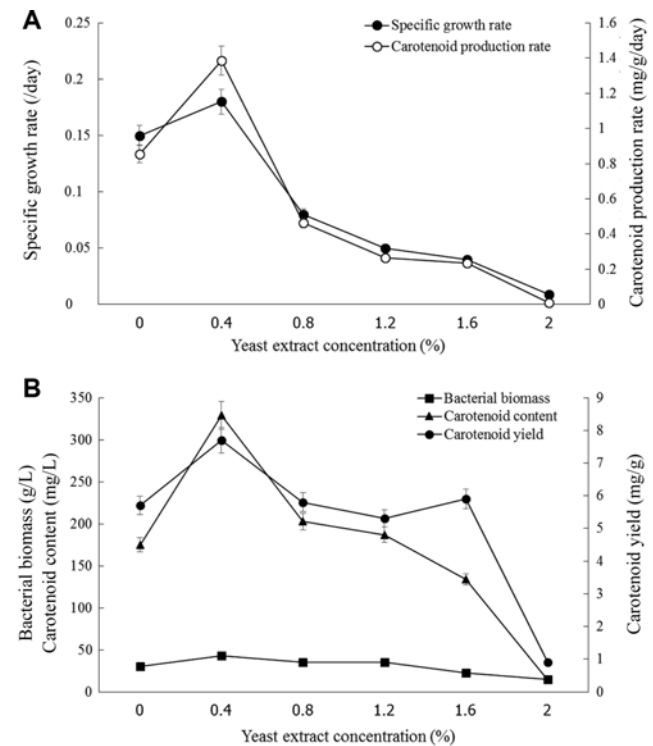 A
Specific growth rate
Carotenoid production rate
Specific growth rate (/day)
0.25
0.2
0.15
0.1
0.05
0
1.6
1.4
1.2
1
0.8
0.6
0.4
0.2
0
Carotenoid production rate (mg/g/day)
0 0.4 0.8 1.2 1.6 2
Yeast extract concentration (%)
B
Bacterial biomass
Carotenoid content
Carotenoid yield
Bacterial biomass (g/L)
Carotenoid content (mg/L)
350
300
250
200
150
100
50
0
9
8
7
6
5
4
3
2
1
0
Carotenoid yield (mg/g)
0 0.4 0.8 1.2 1.6 2
Yeast extract concentration (%)